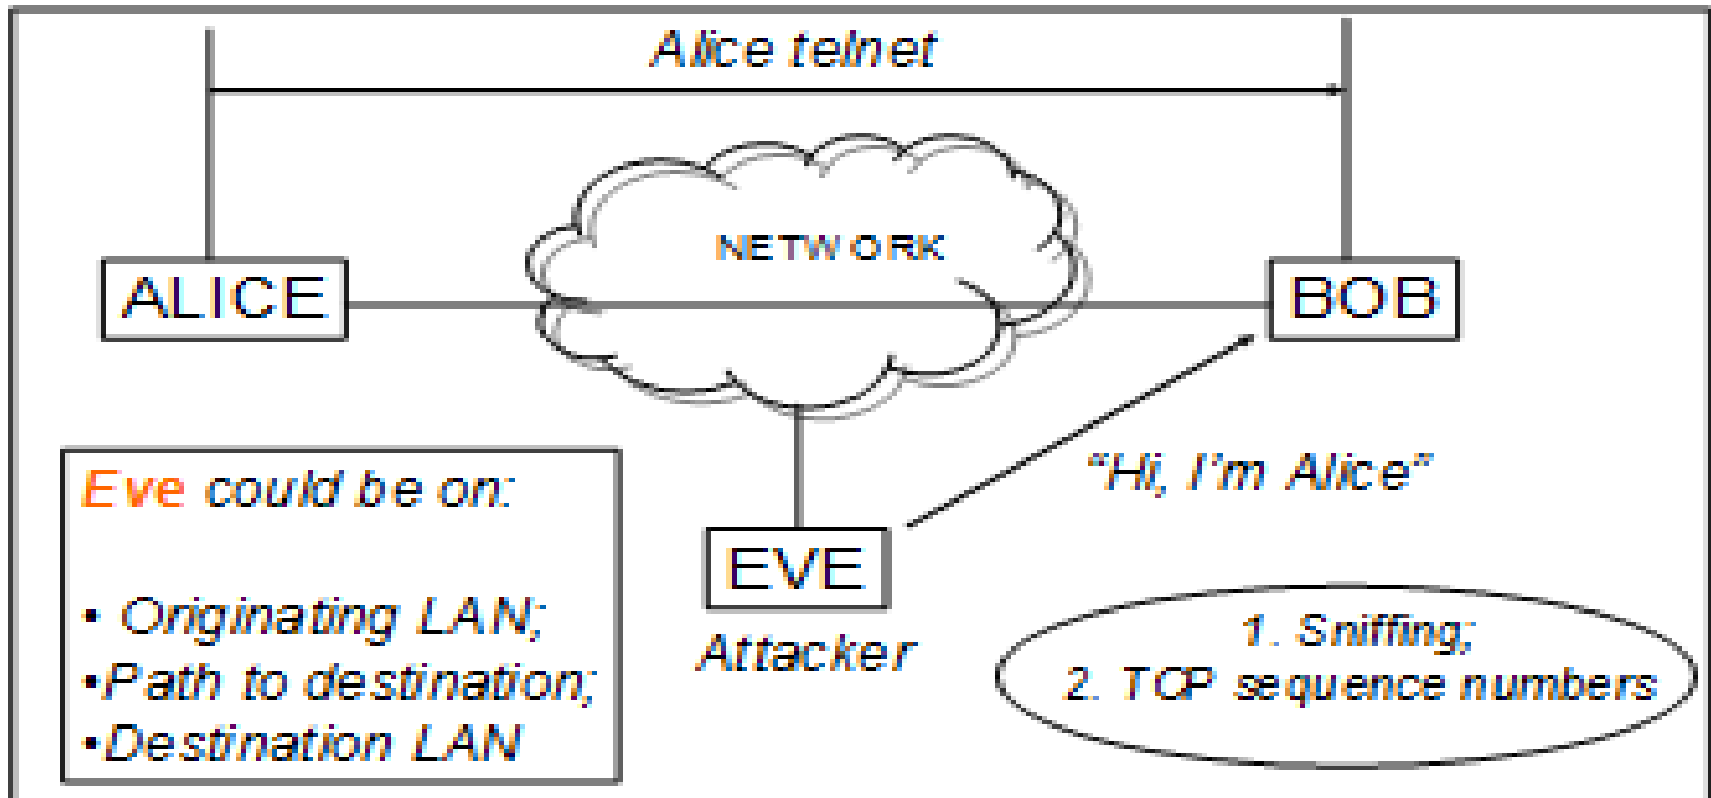 Alice telnet
NETWORK
ALICE
BOB
"Hi, I'm Alice"
Eve could be on:
• Originating LAN;
•Path to destination;
•Destination LAN
EVE
Attacker
1. Sniffing;
2. TCP sequence numbers